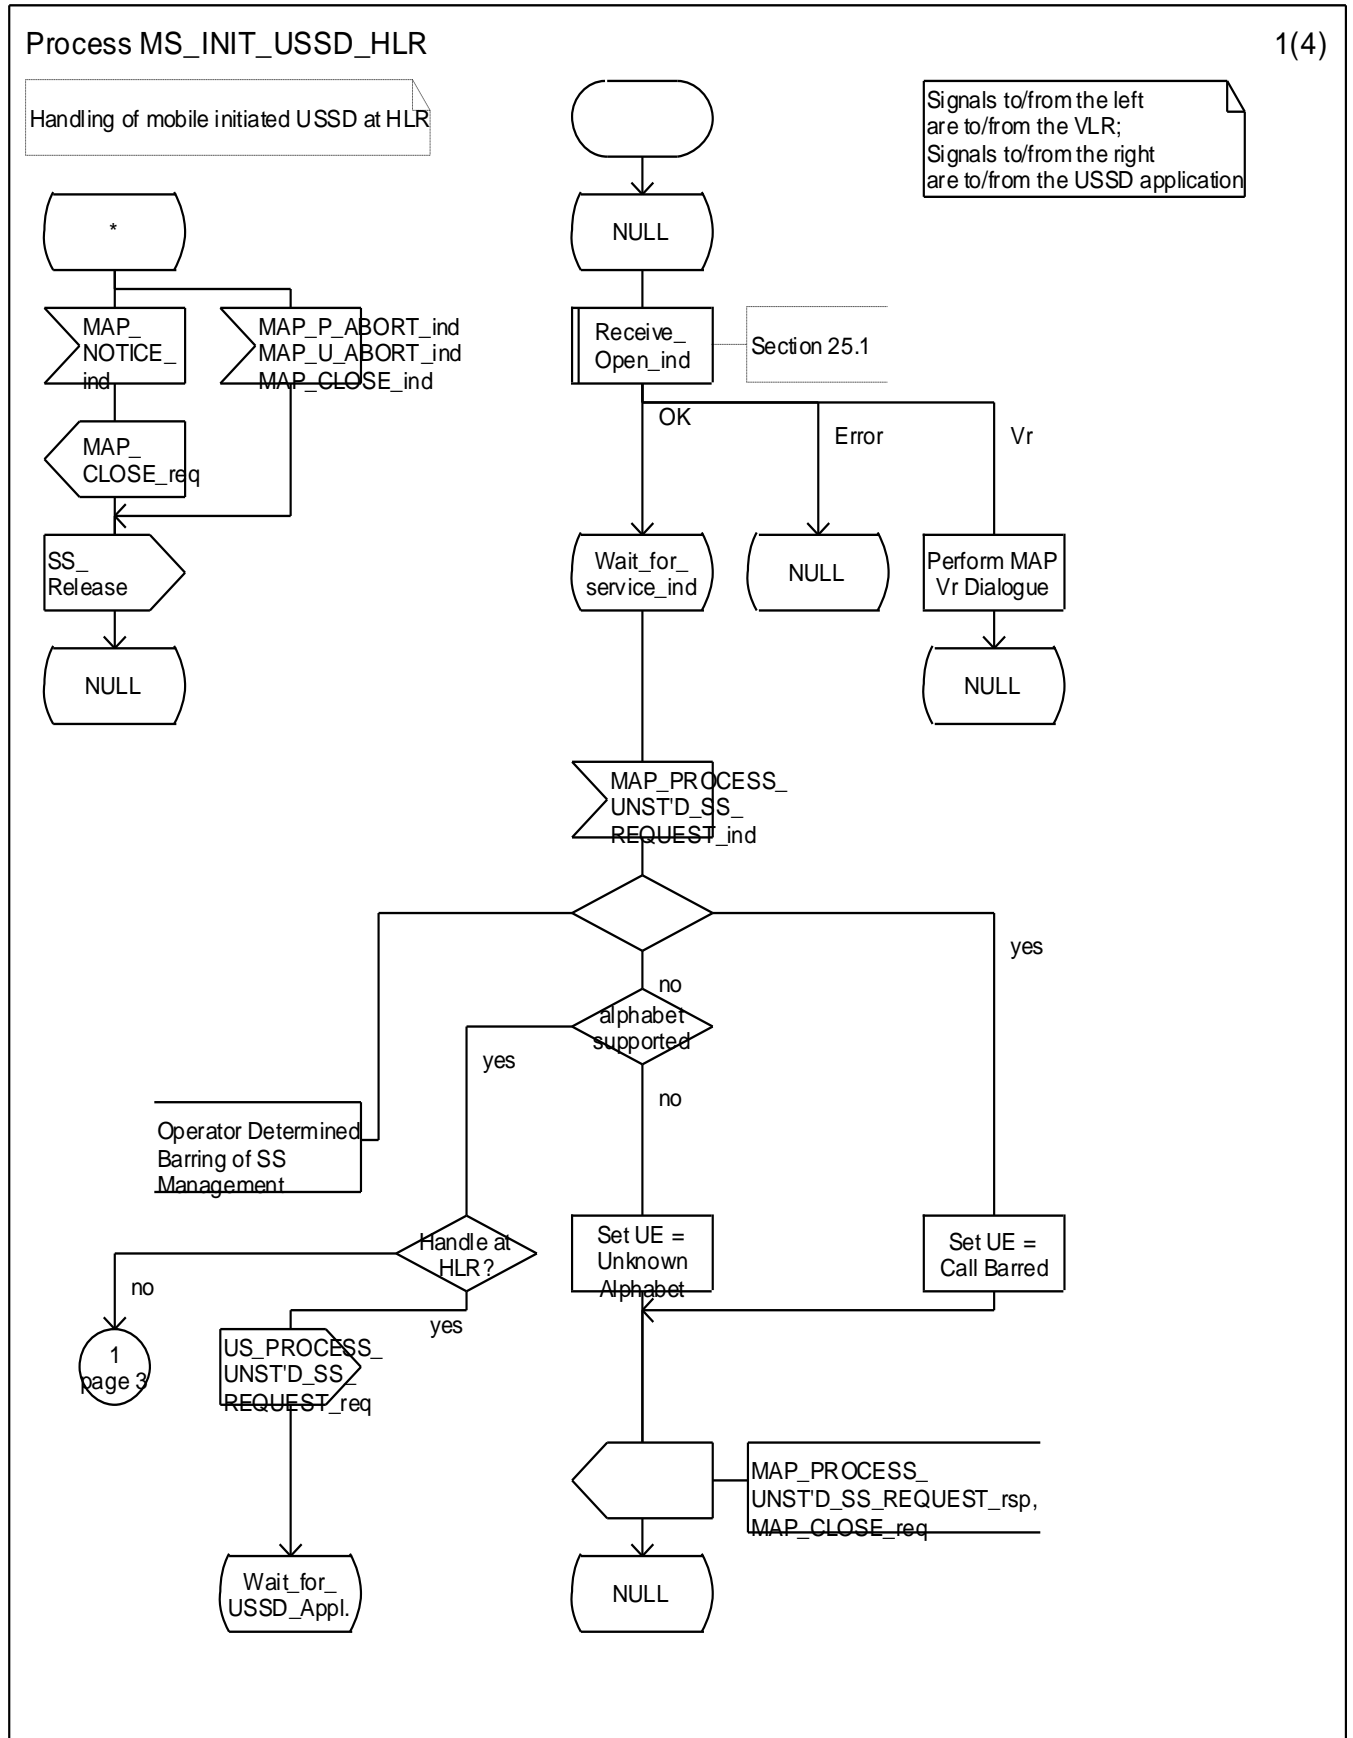 Process MS_INIT_USSD_HLR
1(4)
Handling of mobile initiated USSD at HLR
Signals to/from the left
are to/from the VLR;
Signals to/from the right
are to/from the USSD application
*
NULL
MAP_
NOTICE_
ind
MAP_P_ABORT_ind
MAP_U_ABORT_ind
MAP_CLOSE_ind
Receive_
Open_ind
Section 25.1
OK
Error
Vr
MAP_
CLOSE_req
SS_
Release
Wait_for_
service_ind
NULL
Perform MAP
Vr Dialogue
NULL
NULL
MAP_PROCESS_
UNST'D_SS_
REQUEST_ind
yes
no
alphabet
supported
yes
no
Operator Determined
Barring of SS
Management
Handle at
HLR?
Set UE =
Unknown
Alphabet
Set UE =
Call Barred
no
yes
1
page 3
US_PROCESS_
UNST'D_SS_
REQUEST_req
MAP_PROCESS_
UNST'D_SS_REQUEST_rsp,
MAP_CLOSE_req
Wait_for_
USSD_Appl.
NULL